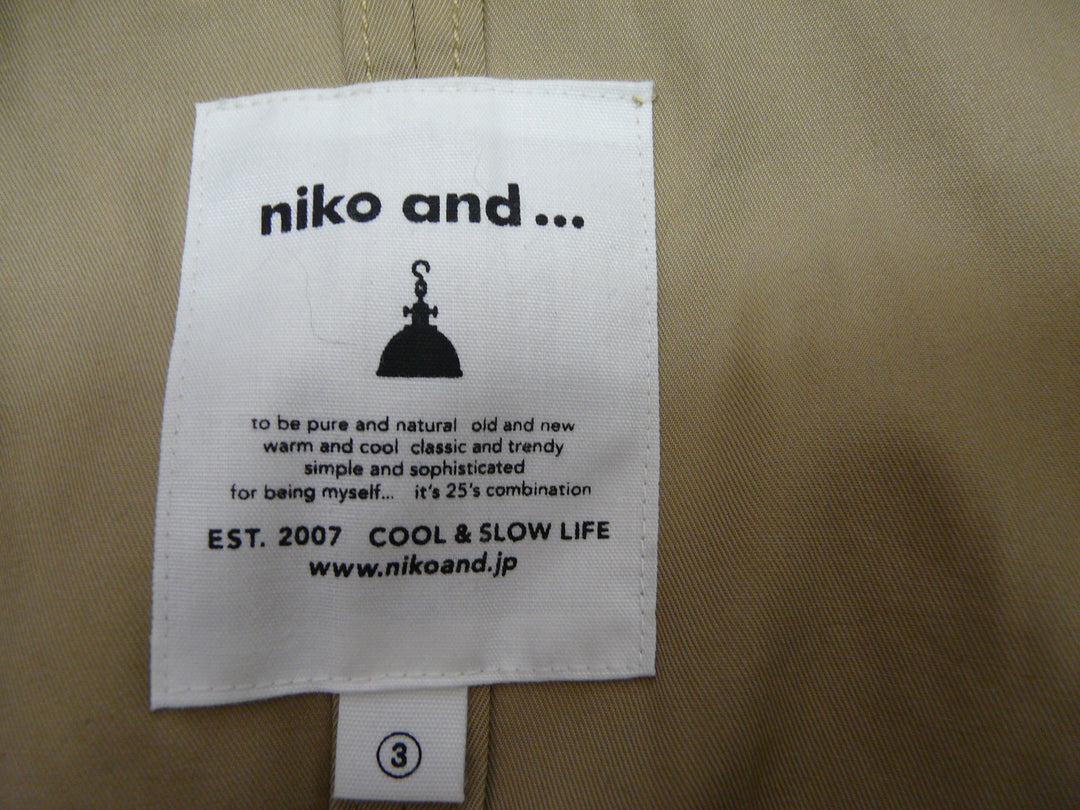 niko and...
to be pure and natural old and new
warm and cool classic and trendy
simple and sophisticated
for being myself... it's 25's combination
EST. 2007 COOL & SLOW LIFE
www.nikoand.jp
3